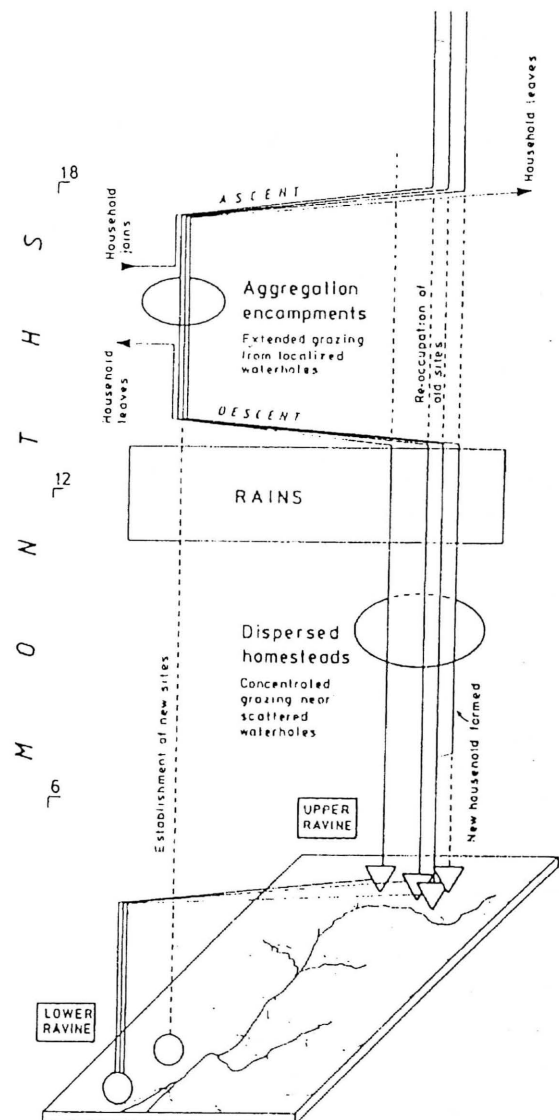 18
12
6
MONTHS
Household leaves
ASCENT
Household
joins
Aggregation
encampments
Extended grazing
from localized
waterholes
Re-occupation of
old sites
Household
leaves
DESCENT
RAINS
Dispersed
homesteads
Concentrated
grazing near
scattered
waterholes
Establishment of new sites
New household formed
UPPER
RAVINE
LOWER
RAVINE